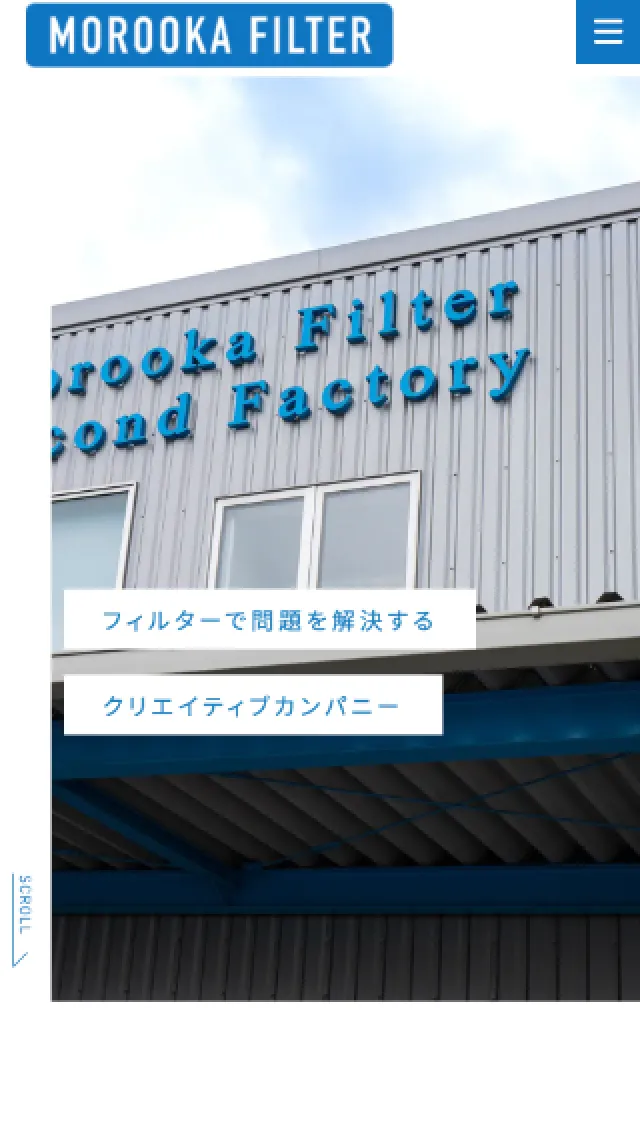 MOROOKA FILTER
orooka Filter
cond Factory
フィルターで問題を解決する
クリエイティブカンパニー
SCROLL